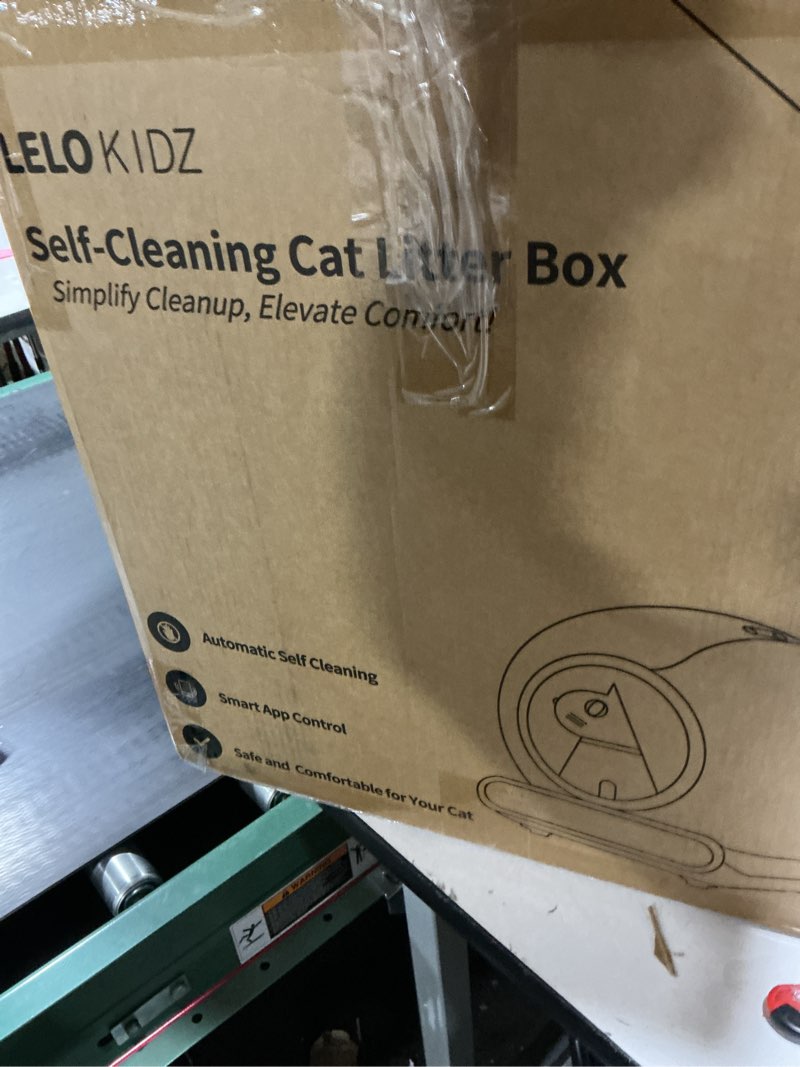 LELO KIDZ
Self-Cleaning Cat Litter Box
Simplify Cleanup, Elevate Comfort!
Automatic Self Cleaning
Smart App Control
Safe and Comfortable for Your Cat
WARNING